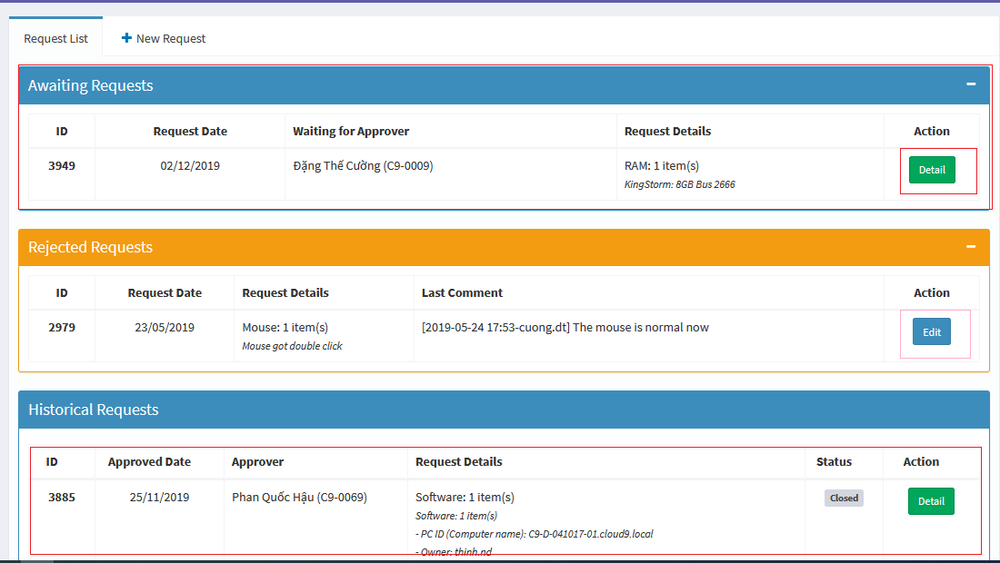 Request List
New Request
Awaiting Requests
ID Request Date Waiting for Approver Request Details Action
3949 02/12/2019 Đặng Thế Cường (C9-0009) RAM: 1 item(s) Detail
KingStorm: 8GB Bus 2666
Rejected Requests
ID Request Date Request Details Last Comment Action
2979 23/05/2019 Mouse: 1 item(s) [2019-05-24 17:53-cuong.dt] The mouse is normal now Edit
Mouse got double click
Historical Requests
ID Approved Date Approver Request Details Status Action
3885 25/11/2019 Phan Quốc Hậu (C9-0069) Software: 1 item(s) Closed Detail
Software: 1 item(s)
- PC ID (Computer name): C9-D-041017-01.cloud9.local
- Owner: thinh.nd